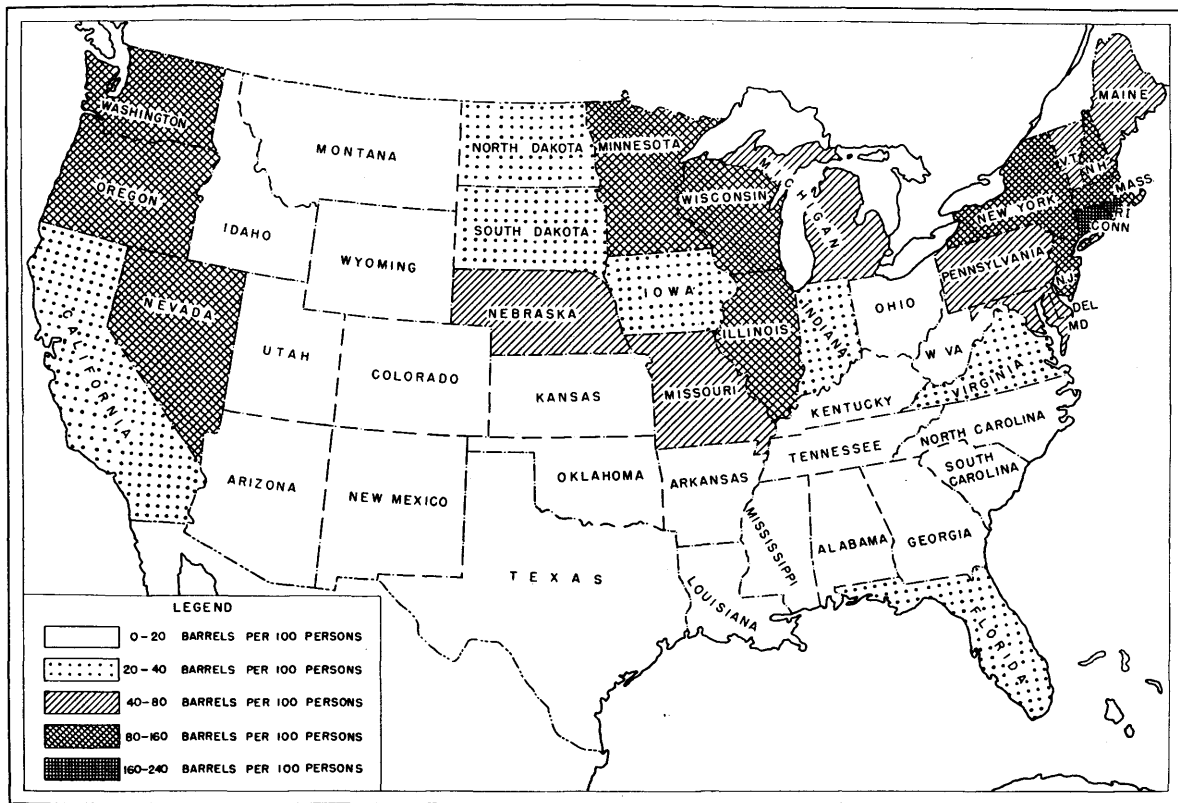 WASHINGTON
OREGON
CALIFORNIA
NEVADA
IDAHO
MONTANA
WYOMING
UTAH
COLORADO
ARIZONA
NEW MEXICO
NORTH DAKOTA
SOUTH DAKOTA
NEBRASKA
KANSAS
OKLAHOMA
TEXAS
MINNESOTA
IOWA
MISSOURI
ARKANSAS
LOUISIANA
WISCONSIN
ILLINOIS
MICHIGAN
INDIANA
OHIO
KENTUCKY
TENNESSEE
MISSISSIPPI
ALABAMA
GEORGIA
FLORIDA
SOUTH
CAROLINA
NORTH CAROLINA
VIRGINIA
W VA
PENNSYLVANIA
NEW YORK
MAINE
VT.
N.H.
MASS.
RI
CONN
N.J.
DEL
MD
LEGEND
0-20 BARRELS PER 100 PERSONS
20-40 BARRELS PER 100 PERSONS
40-80 BARRELS PER 100 PERSONS
80-160 BARRELS PER 100 PERSONS
160-240 BARRELS PER 100 PERSONS